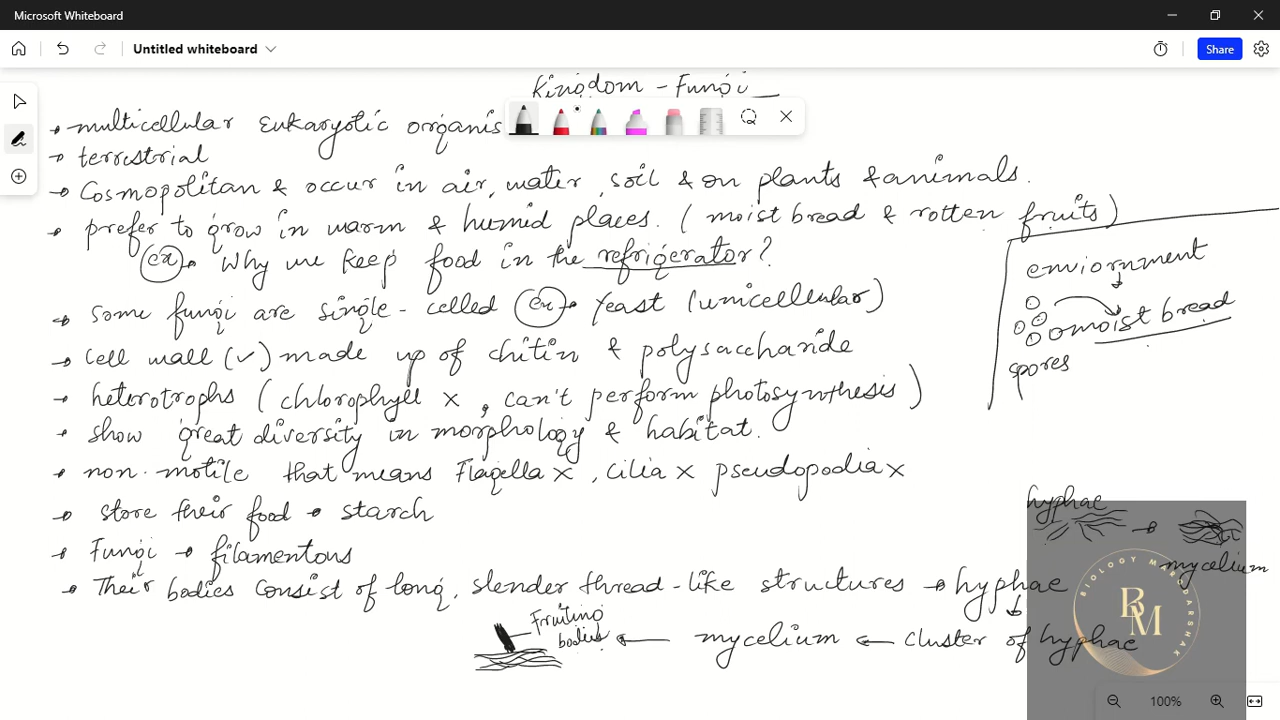 Microsoft Whiteboard
Untitled whiteboard
Share
Kingdom - Fungi
multicellular Eukaryotic organis
terrestrial
Cosmopolitan & occur in air, water, soil & on plants & animals.
prefer to grow in warm & humid places. (moist bread & rotten fruits)
(ex) Why we keep food in the refrigerator?
enviornment
some fungi are single-celled (ex) yeast (unicellular)
moist bread
cell wall (✓) made up of chitin & polysaccharide
spores
heterotrophs (chlorophyll x, can't perform photosynthesis)
show great diversity in morphology & habitat.
non-motile that means Flagella x, cilia x pseudopodia x
hyphae
store their food → starch
Fungi → filamentous
mycelium
Their bodies consist of long, slender thread-like structures → hyphae
Fruiting
bodies ← mycelium ← cluster of hyphae
BIOLOGY MARGDARSHAK
BM
100%